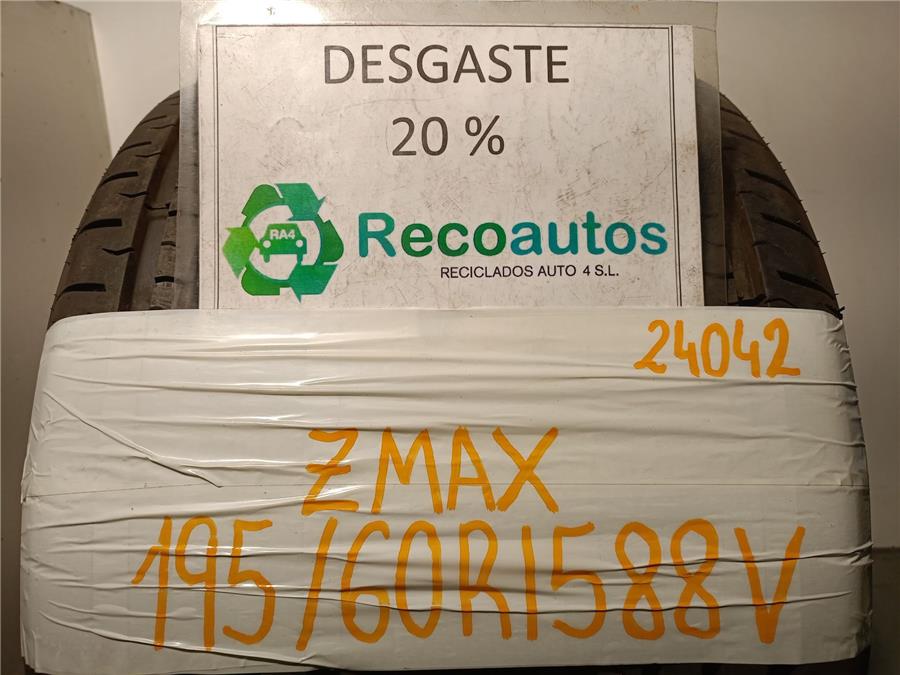 DESGASTE
20 %
RA4
Recoautos
RECICLADOS AUTO 4 S.L.
24042
ZMAX
195/60R1588V